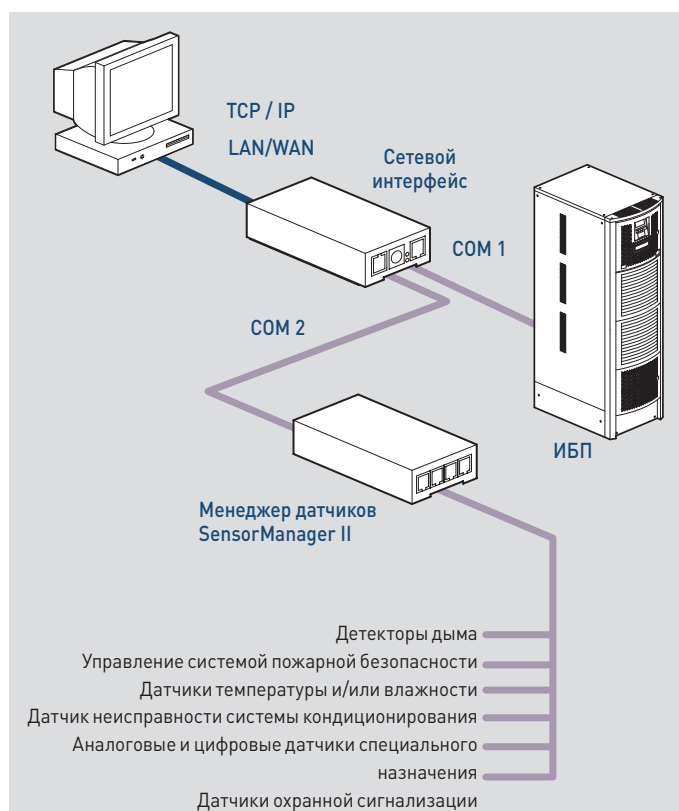 TCP / IP
LAN/WAN
Сетевой
интерфейс
COM 1
COM 2
ИБП
Менеджер датчиков
SensorManager II
Детекторы дыма
Управление системой пожарной безопасности
Датчики температуры и/или влажности
Датчик неисправности системы кондиционирования
Аналоговые и цифровые датчики специального
назначения
Датчики охранной сигнализации